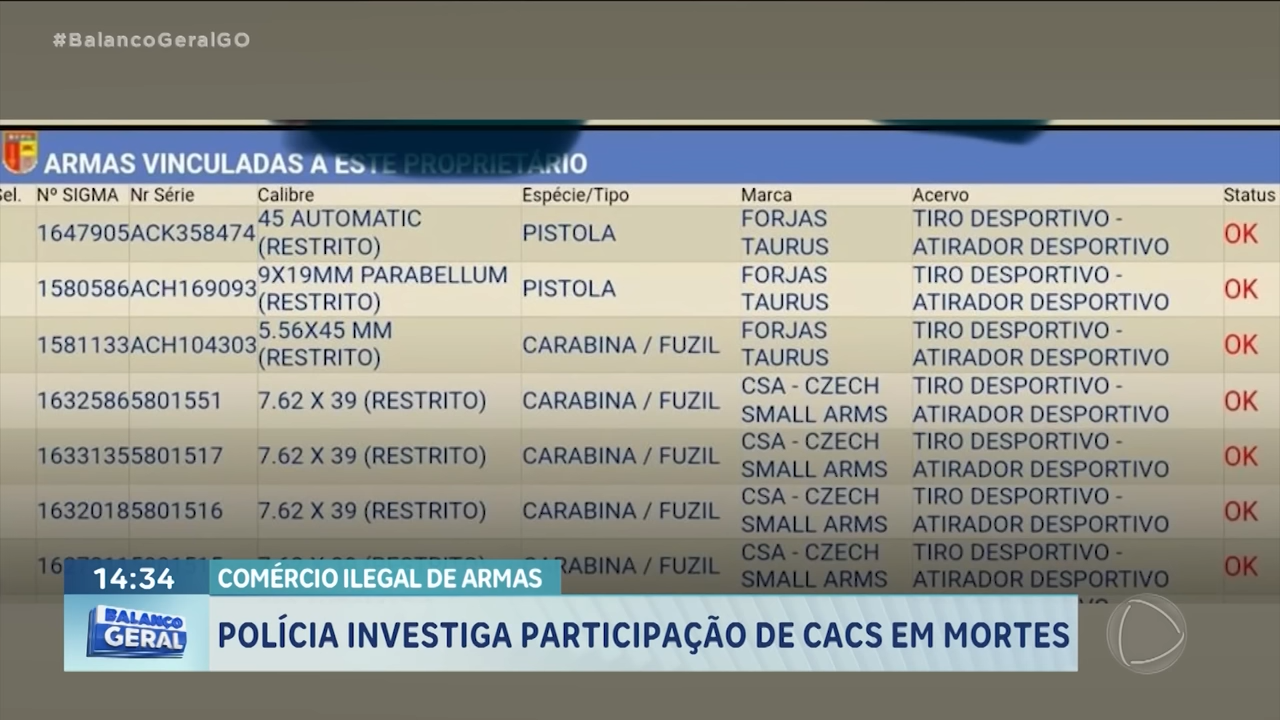 #BalancoGeralGO
ARMAS VINCULADAS A ESTE PROPRIETÁRIO
Sel. Nº SIGMA Nr Série Calibre Espécie/Tipo Marca Acervo Status
1647905 ACK358474 45 AUTOMATIC (RESTRITO) PISTOLA FORJAS TAURUS TIRO DESPORTIVO - ATIRADOR DESPORTIVO OK
1580586 ACH169093 9X19MM PARABELLUM (RESTRITO) PISTOLA FORJAS TAURUS TIRO DESPORTIVO - ATIRADOR DESPORTIVO OK
1581133 ACH104303 5.56X45 MM (RESTRITO) CARABINA / FUZIL FORJAS TAURUS TIRO DESPORTIVO - ATIRADOR DESPORTIVO OK
1632586 5801551 7.62 X 39 (RESTRITO) CARABINA / FUZIL CSA - CZECH SMALL ARMS TIRO DESPORTIVO - ATIRADOR DESPORTIVO OK
1633135 5801517 7.62 X 39 (RESTRITO) CARABINA / FUZIL CSA - CZECH SMALL ARMS TIRO DESPORTIVO - ATIRADOR DESPORTIVO OK
1632018 5801516 7.62 X 39 (RESTRITO) CARABINA / FUZIL CSA - CZECH SMALL ARMS TIRO DESPORTIVO - ATIRADOR DESPORTIVO OK
CARABINA / FUZIL CSA - CZECH SMALL ARMS TIRO DESPORTIVO - ATIRADOR DESPORTIVO OK
14:34 COMÉRCIO ILEGAL DE ARMAS
BALANÇO GERAL
POLÍCIA INVESTIGA PARTICIPAÇÃO DE CACS EM MORTES